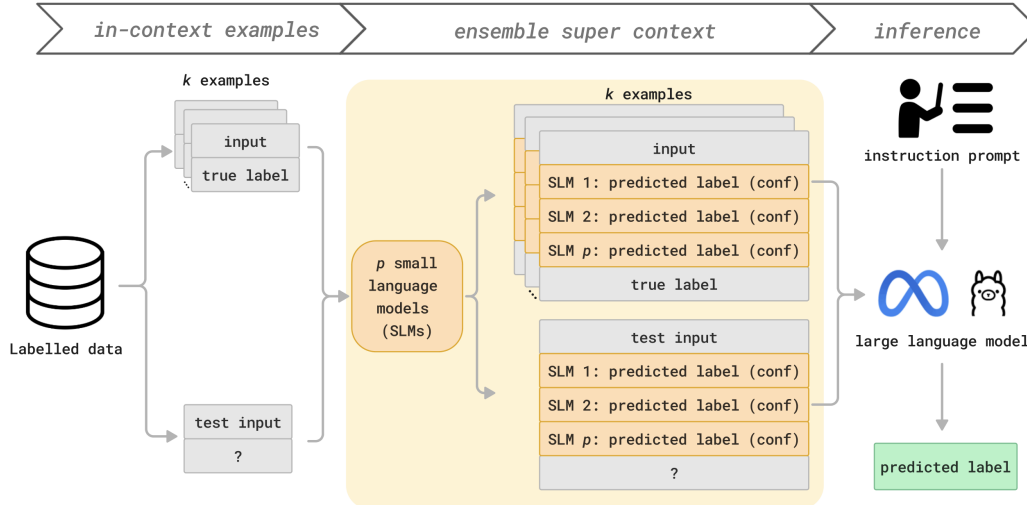 in-context examples
ensemble super context
inference
k examples
input
true label
Labelled data
test input
?
p small
language
models
(SLMs)
k examples
input
SLM 1: predicted label (conf)
SLM 2: predicted label (conf)
SLM p: predicted label (conf)
true label
test input
SLM 1: predicted label (conf)
SLM 2: predicted label (conf)
SLM p: predicted label (conf)
?
instruction prompt
large language model
predicted label